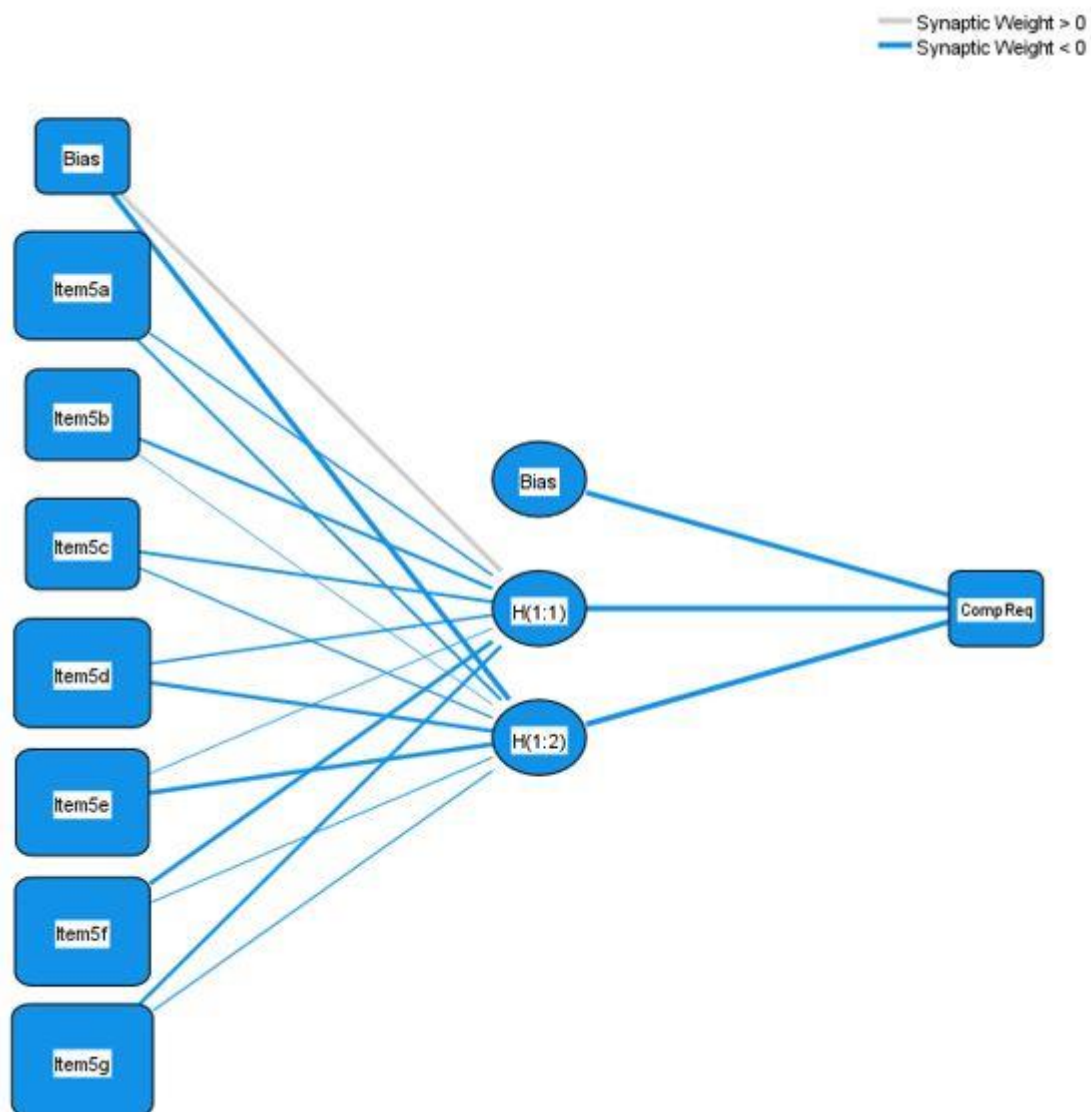 Synaptic Weight > 0
Synaptic Weight < 0
Bias
Item5a
Item5b
Item5c
Item5d
Item5e
Item5f
Item5g
Bias
H(1:1)
H(1:2)
CompReq